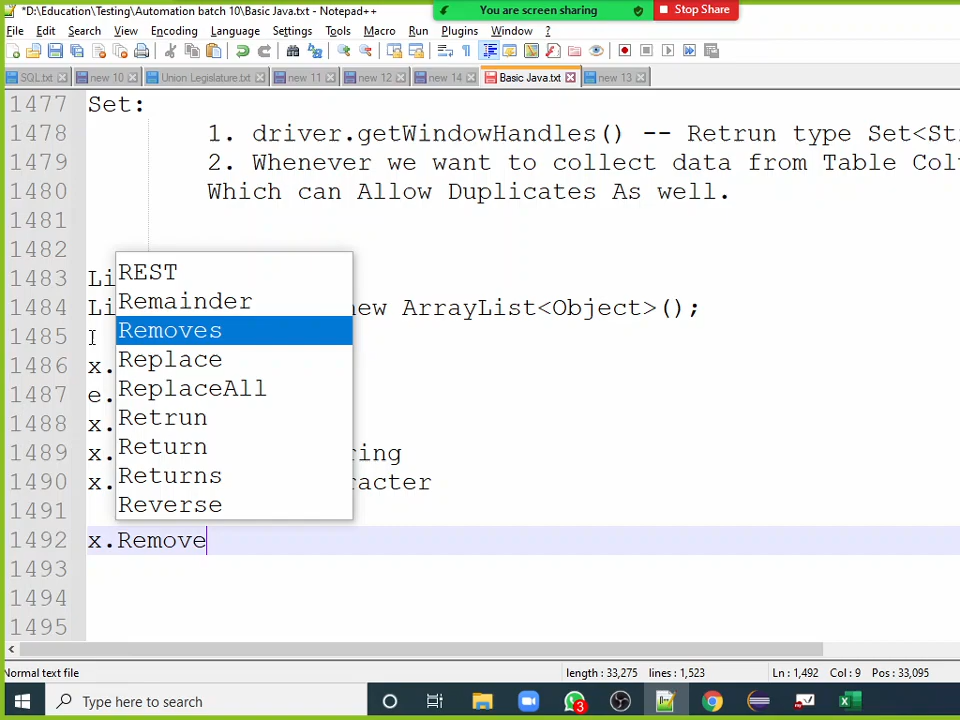 *D:\Education\Testing\Automation batch 10\Basic Java.txt - Notepad++
You are screen sharing
Stop Share
File Edit Search View Encoding Language Settings Tools Macro Run Plugins Window ?
SQL.txt new 10 Union Legislature.txt new 11 new 12 new 14 Basic Java.txt new 13
1477 Set:
1478 1. driver.getWindowHandles() -- Retrun type
1479 2. Whenever we want to collect data from Table
1480 Which can Allow Duplicates As well.
1481
1482
1483 Li
1484 Li new ArrayList<Object>();
1485
1486 x.
1487 e.
1488 x.
1489 x. ring
1490 x. racter
1491
1492 x.Remove
1493
1494
1495
REST
Remainder
Removes
Replace
ReplaceAll
Retrun
Return
Returns
Reverse
Normal text file length : 33,275 lines : 1,523 Ln : 1,492 Col : 9 Pos : 33,095
Type here to search
3